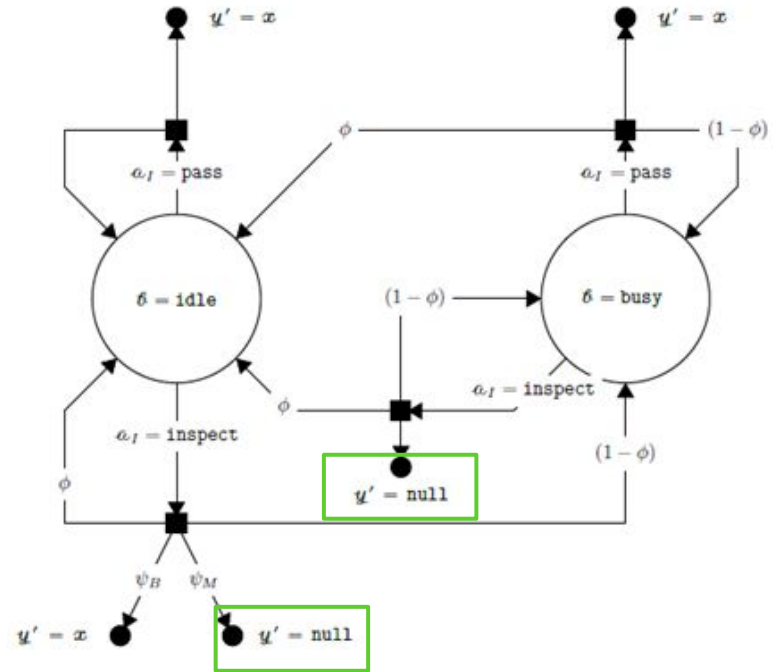 y′ = x
y′ = x
ϕ
(1 − ϕ)
a_I = pass
a_I = pass
𝓈 = idle
(1 − ϕ)
𝓈 = busy
a_I = inspect
ϕ
a_I = inspect
(1 − ϕ)
ϕ
y′ = null
ψ_B
ψ_M
y′ = x
y′ = null